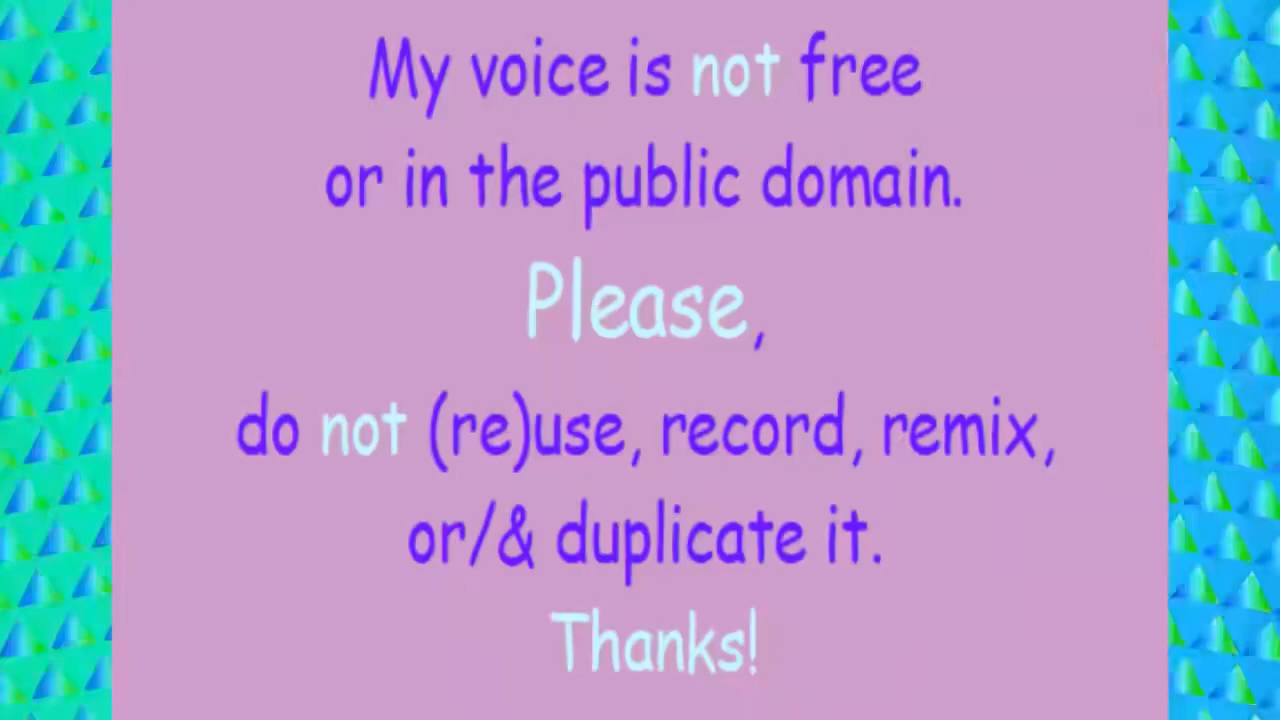 My voice is not free
or in the public domain.
Please,
do not (re)use, record, remix,
or/& duplicate it.
Thanks!